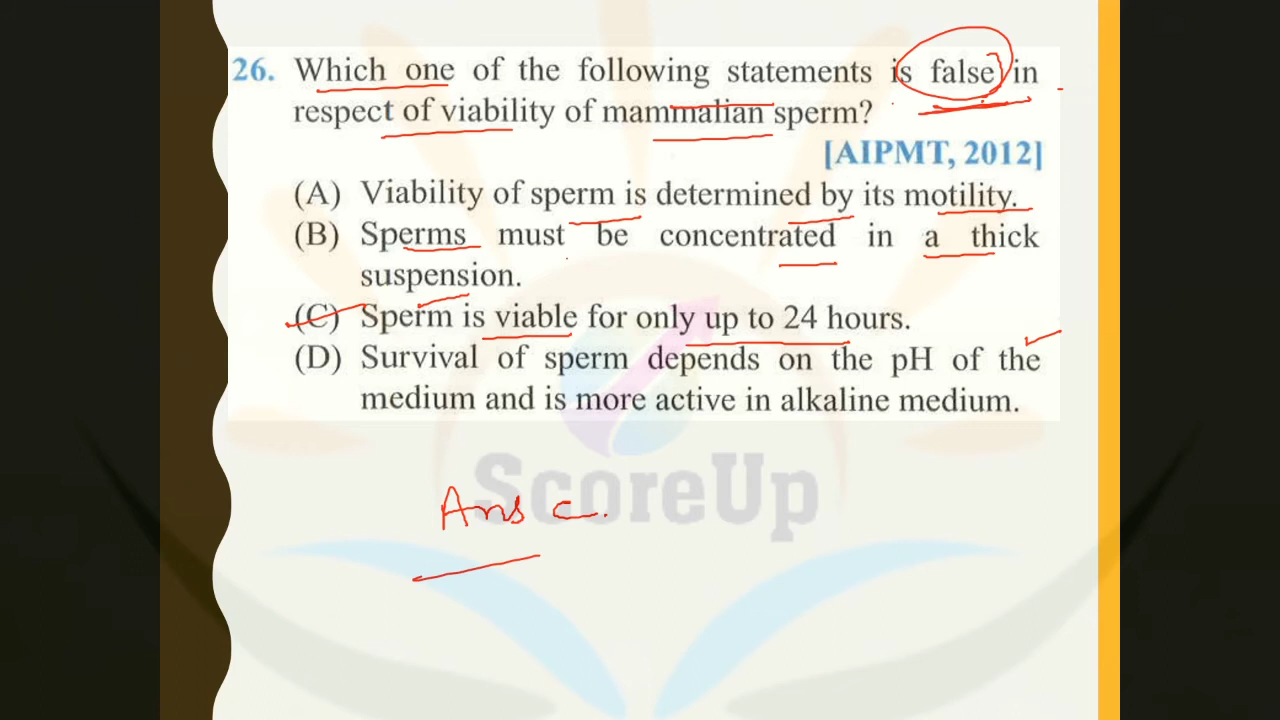 26. Which one of the following statements is false in
respect of viability of mammalian sperm?
[AIPMT, 2012]
(A) Viability of sperm is determined by its motility.
(B) Sperms must be concentrated in a thick
suspension.
(C) Sperm is viable for only up to 24 hours.
(D) Survival of sperm depends on the pH of the
medium and is more active in alkaline medium.
ScoreUp
Ans c.